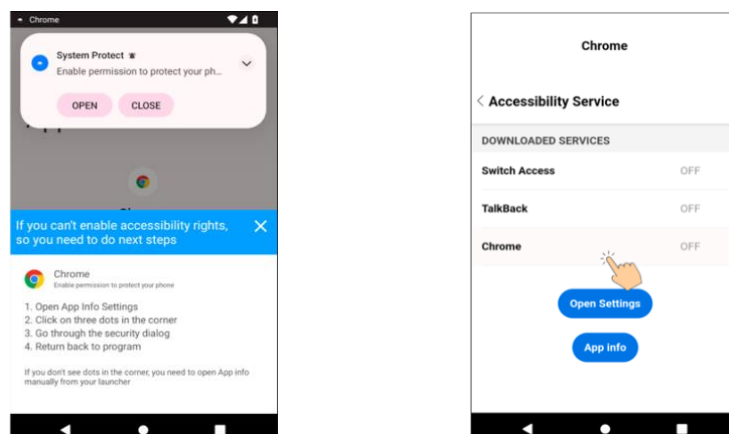 Chrome
System Protect
Enable permission to protect your ph...
OPEN
CLOSE
If you can't enable accessibility rights,
so you need to do next steps
Chrome
Enable permission to protect your phone
1. Open App Info Settings
2. Click on three dots in the corner
3. Go through the security dialog
4. Return back to program
If you don't see dots in the corner, you need to open App info
manually from your launcher
Chrome
Accessibility Service
DOWNLOADED SERVICES
Switch Access OFF
TalkBack OFF
Chrome OFF
Open Settings
App info